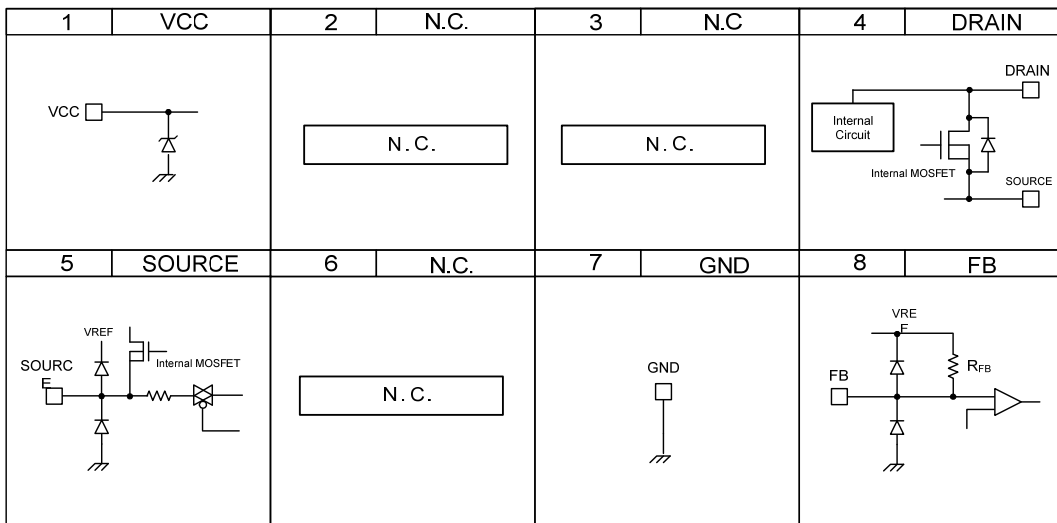 1 VCC 2 N.C. 3 N.C 4 DRAIN
VCC
N.C.
N.C.
DRAIN
Internal
Circuit
Internal MOSFET
SOURCE
5 SOURCE 6 N.C. 7 GND 8 FB
VREF
Internal MOSFET
SOURC
E
N.C.
GND
VRE
F
RFB
FB